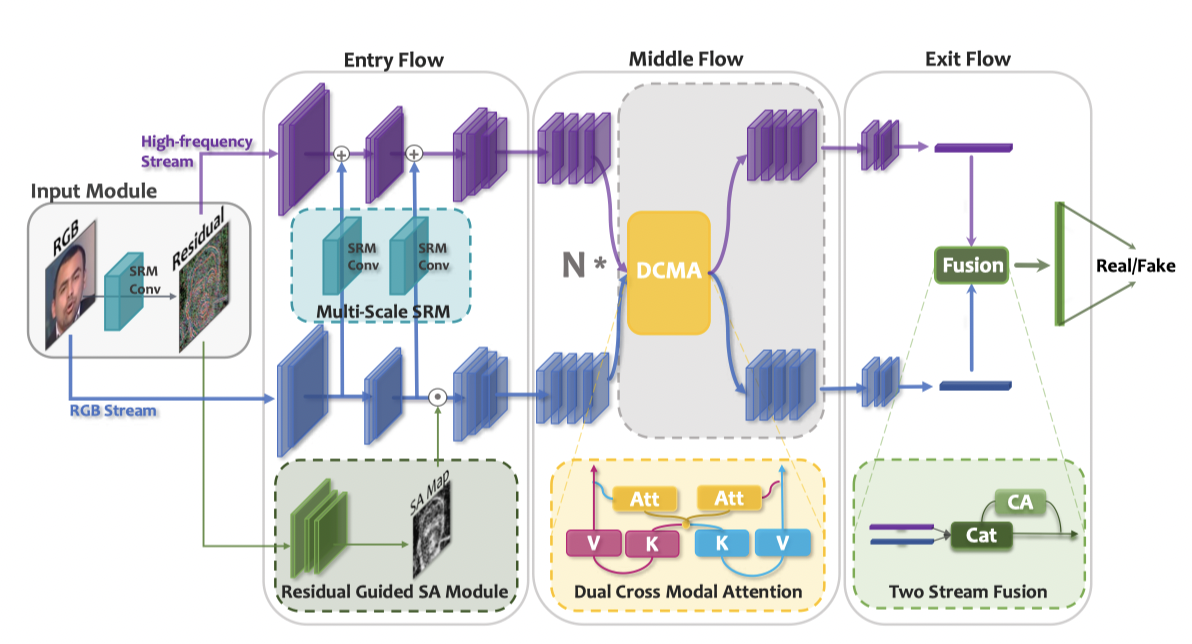 Entry Flow
Middle Flow
Exit Flow
High-frequency
Stream
Input Module
RGB
SRM
Conv
Residual
SRM
Conv
SRM
Conv
Multi-Scale SRM
N *
DCMA
Fusion
Real/Fake
RGB Stream
SA Map
Residual Guided SA Module
Att
Att
V
K
K
V
Dual Cross Modal Attention
CA
Cat
Two Stream Fusion